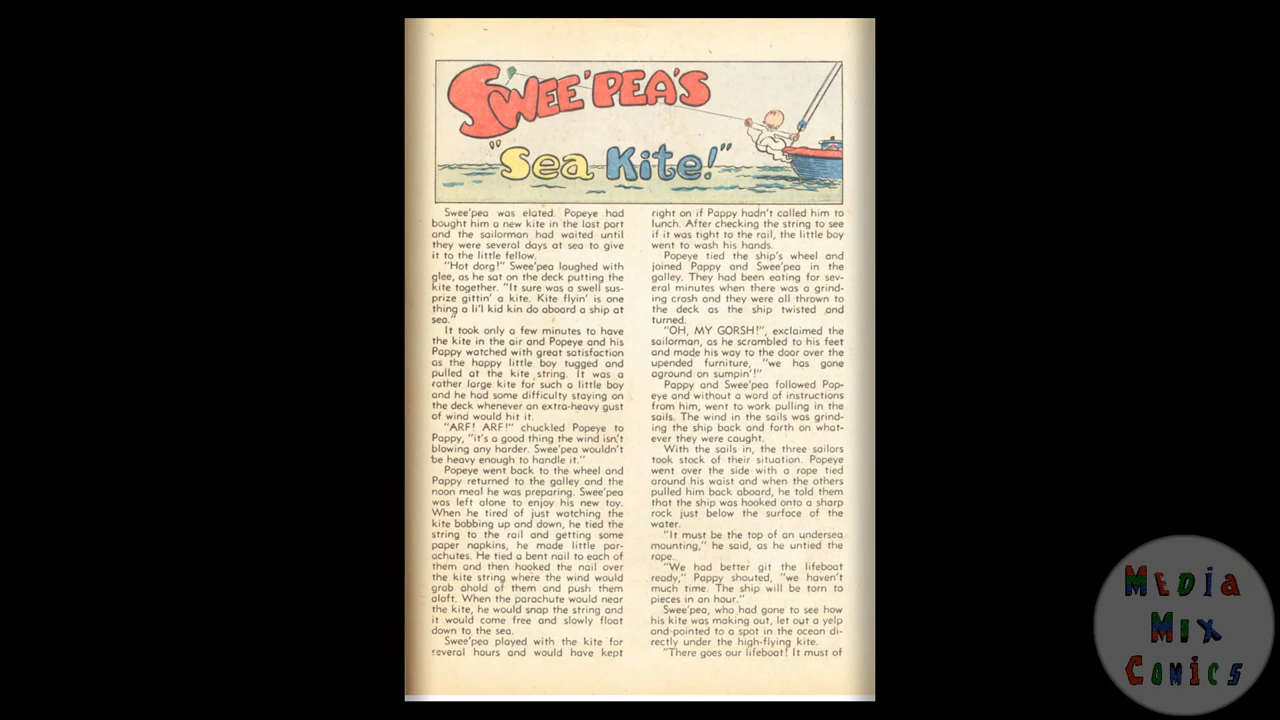 SWEE'PEA'S
"Sea Kite!"
Swee'pea was elated. Popeye had
bought him a new kite in the last port
and the sailorman had waited until
they were several days at sea to give
it to the little fellow.
"Hot dorg!" Swee'pea laughed with
glee, as he sat on the deck putting the
kite together. "It sure was a swell sus-
prize gittin' a kite. Kite flyin' is one
thing a li'l kid kin do aboard a ship at
sea."
It took only a few minutes to have
the kite in the air and Popeye and his
Pappy watched with great satisfaction
as the happy little boy tugged and
pulled at the kite string. It was a
rather large kite for such a little boy
and he had some difficulty staying on
the deck whenever an extra-heavy gust
of wind would hit it.
"ARF! ARF!" chuckled Popeye to
Pappy, "it's a good thing the wind isn't
blowing any harder. Swee'pea wouldn't
be heavy enough to handle it."
Popeye went back to the wheel and
Pappy returned to the galley and the
noon meal he was preparing. Swee'pea
was left alone to enjoy his new toy.
When he tired of just watching the
kite bobbing up and down, he tied the
string to the rail and getting some
paper napkins, he made little par-
achutes. He tied a bent nail to each of
them and then hooked the nail over
the kite string where the wind would
grab ahold of them and push them
aloft. When the parachute would near
the kite, he would snap the string and
it would come free and slowly float
down to the sea.
Swee'pea played with the kite for
several hours and would have kept
right on if Pappy hadn't called him to
lunch. After checking the string to see
if it was tight to the rail, the little boy
went to wash his hands.
Popeye tied the ship's wheel and
joined Pappy and Swee'pea in the
galley. They had been eating for sev-
eral minutes when there was a grind-
ing crash and they were all thrown to
the deck as the ship twisted and
turned.
"OH, MY GORSH!", exclaimed the
sailorman, as he scrambled to his feet
and made his way to the door over the
upended furniture, "we has gone
aground on sumpin'!"
Pappy and Swee'pea followed Pop-
eye and without a word of instructions
from him, went to work pulling in the
sails. The wind in the sails was grind-
ing the ship back and forth on what-
ever they were caught.
With the sails in, the three sailors
took stock of their situation. Popeye
went over the side with a rope tied
around his waist and when the others
pulled him back aboard, he told them
that the ship was hooked onto a sharp
rock just below the surface of the
water.
"It must be the top of an undersea
mounting," he said, as he untied the
rope.
"We had better git the lifeboat
ready," Pappy shouted, "we haven't
much time. The ship will be torn to
pieces in an hour."
Swee'pea, who had gone to see how
his kite was making out, let out a yelp
and pointed to a spot in the ocean di-
rectly under the high-flying kite.
"There goes our lifeboat! It must of
MEDIA
MIX
COMICS